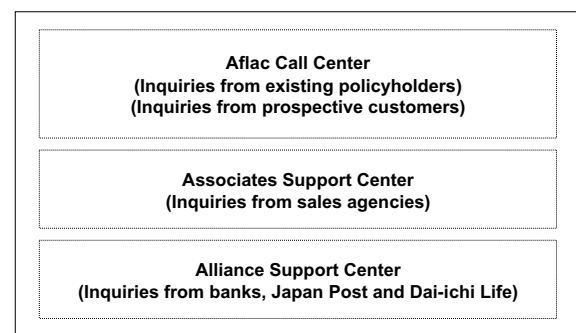 Aflac Call Center
(Inquiries from existing policyholders)
(Inquiries from prospective customers)
Associates Support Center
(Inquiries from sales agencies)
Alliance Support Center
(Inquiries from banks, Japan Post and Dai-ichi Life)